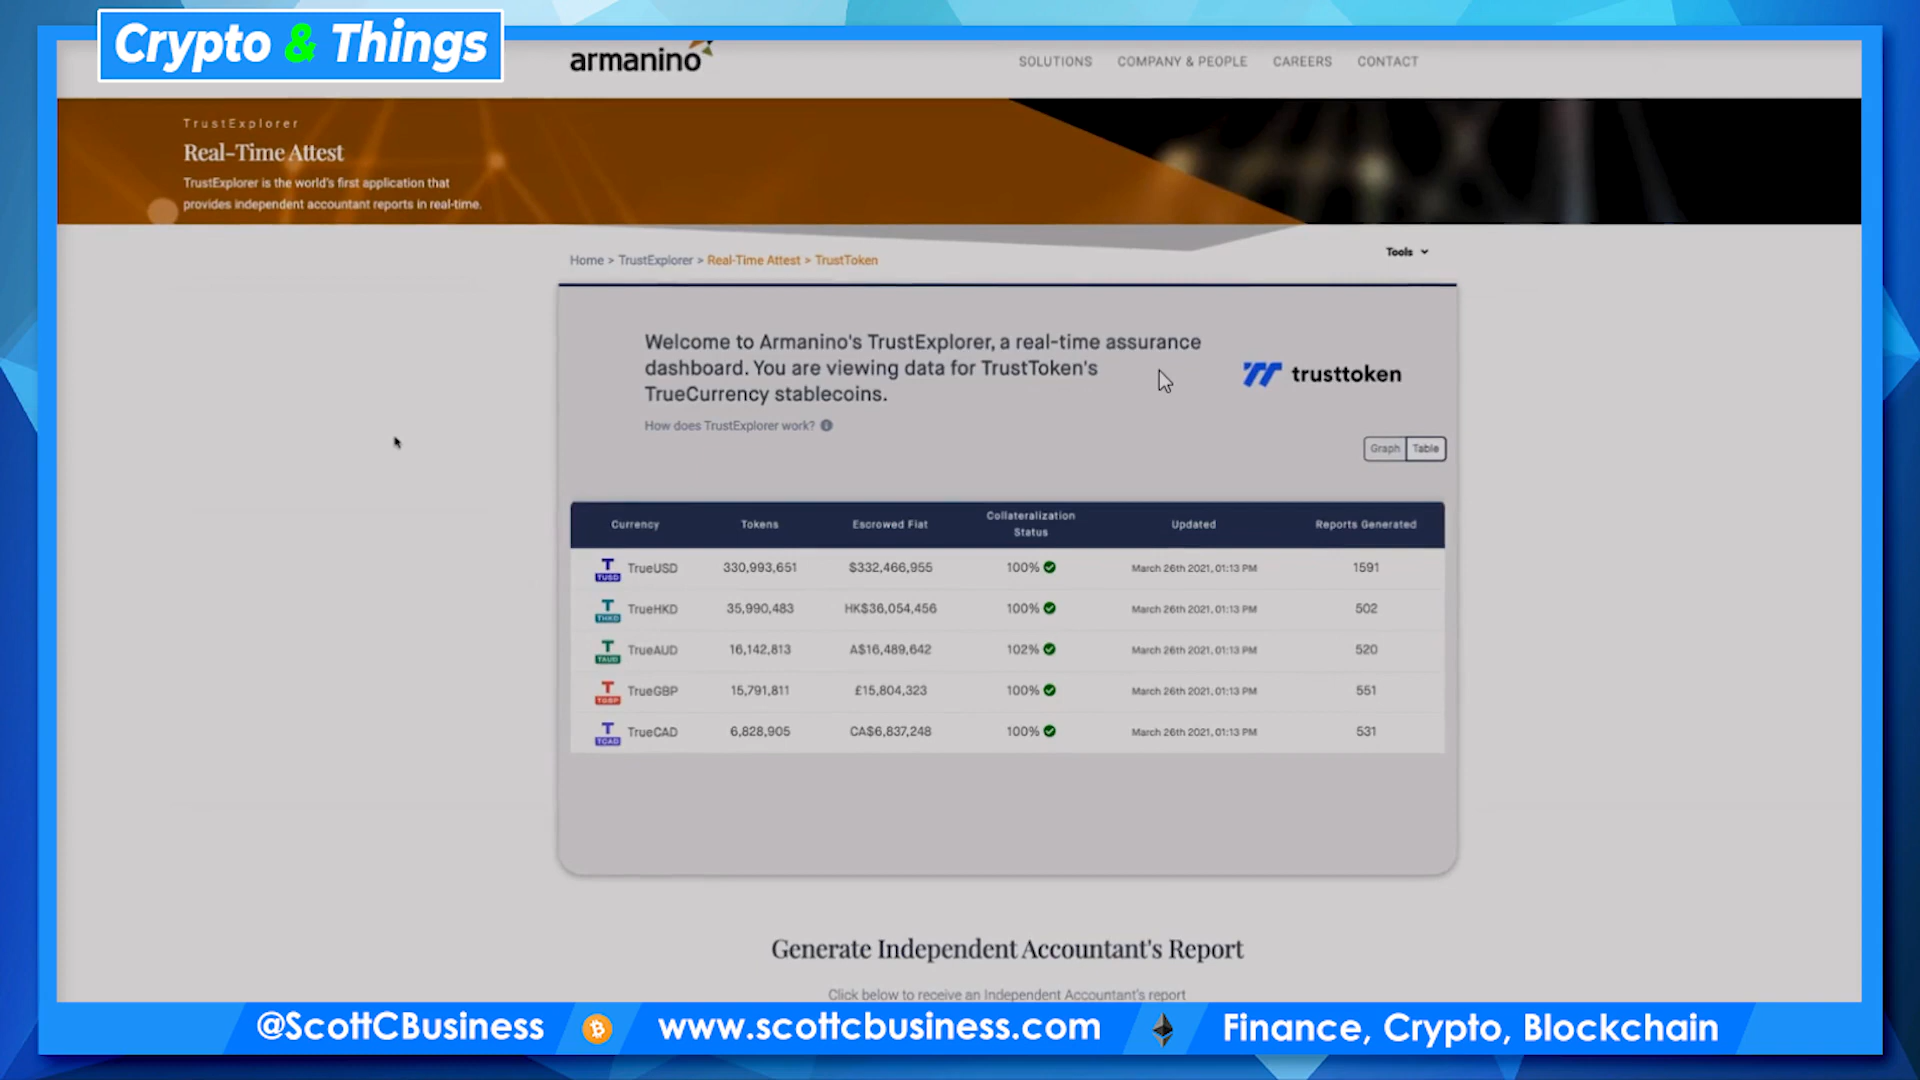 Crypto & Things
armanino
SOLUTIONS COMPANY & PEOPLE CAREERS CONTACT
TrustExplorer
Real-Time Attest
TrustExplorer is the world's first application that
provides independent accountant reports in real-time.
Home > TrustExplorer > Real-Time Attest > TrustToken
Tools
Welcome to Armanino's TrustExplorer, a real-time assurance
dashboard. You are viewing data for TrustToken's
TrueCurrency stablecoins.
trusttoken
How does TrustExplorer work?
Graph Table
Currency Tokens Escrowed Fiat Collateralization Status Updated Reports Generated
TUSD TrueUSD 330,993,651 $332,466,955 100% March 26th 2021, 01:13 PM 1591
THKD TrueHKD 35,990,483 HK$36,054,456 100% March 26th 2021, 01:13 PM 502
TAUD TrueAUD 16,142,813 A$16,489,642 102% March 26th 2021, 01:13 PM 520
TGBP TrueGBP 15,791,811 £15,804,323 100% March 26th 2021, 01:13 PM 551
TCAD TrueCAD 6,828,905 CA$6,837,248 100% March 26th 2021, 01:13 PM 531
Generate Independent Accountant's Report
Click below to receive an Independent Accountant's report
@ScottCBusiness www.scottcbusiness.com Finance, Crypto, Blockchain